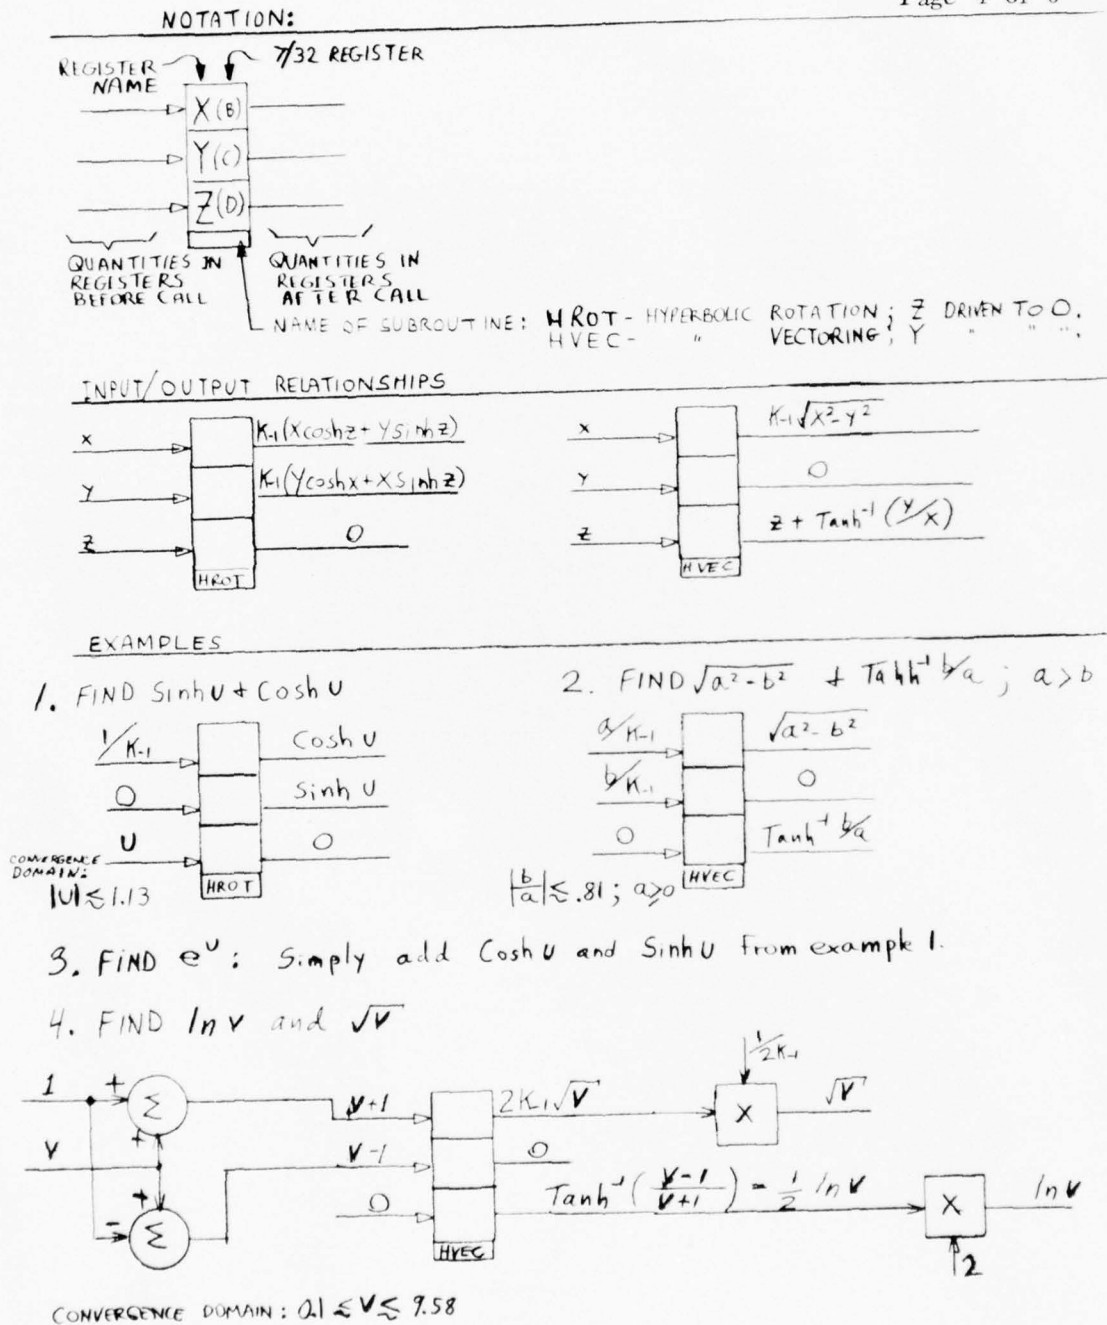 Page 4 of 6
NOTATION:
REGISTER NAME
7/32 REGISTER
X(B)
Y(C)
Z(D)
QUANTITIES IN
REGISTERS
BEFORE CALL
QUANTITIES IN
REGISTERS
AFTER CALL
NAME OF SUBROUTINE: HROT - HYPERBOLIC ROTATION; Z DRIVEN TO 0.
HVEC - " VECTORING; Y " " ".
INPUT/OUTPUT RELATIONSHIPS
X K-1(Xcoshz + Ysinhz)
Y K-1(Ycoshx + Xsinhz)
Z 0
HROT
X K-1√X²-Y²
Y 0
Z z + Tanh⁻¹(Y/X)
HVEC
EXAMPLES
1. FIND Sinh U + Cosh U
1/K-1 Cosh U
0 Sinh U
U 0
CONVERGENCE
DOMAIN:
|U| ≲ 1.13
HROT
2. FIND √a²-b² + Tanh⁻¹ b/a ; a > b
a/K-1 √a²-b²
b/K-1 0
0 Tanh⁻¹ b/a
|b/a| ≲ .81 ; a≥0
HVEC
3. FIND e^U : Simply add Cosh U and Sinh U from example 1.
4. FIND ln V and √V
1 + Σ V+1 2K-1√V X √V
1/2K-1
V + V-1 0
+ - Σ 0 Tanh⁻¹(V-1/V+1) = 1/2 ln V X ln V
HVEC
2
CONVERGENCE DOMAIN: 0.1 ≲ V ≲ 9.58